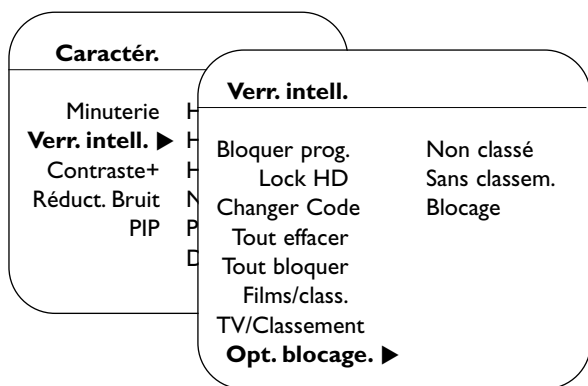 Caractér.
Minuterie H
Verr. intell. ▶ H
Contraste+ H
Réduct. Bruit N
PIP P
D
Verr. intell.
Bloquer prog. Non classé
Lock HD Sans classem.
Changer Code Blocage
Tout effacer
Tout bloquer
Films/class.
TV/Classement
Opt. blocage. ▶